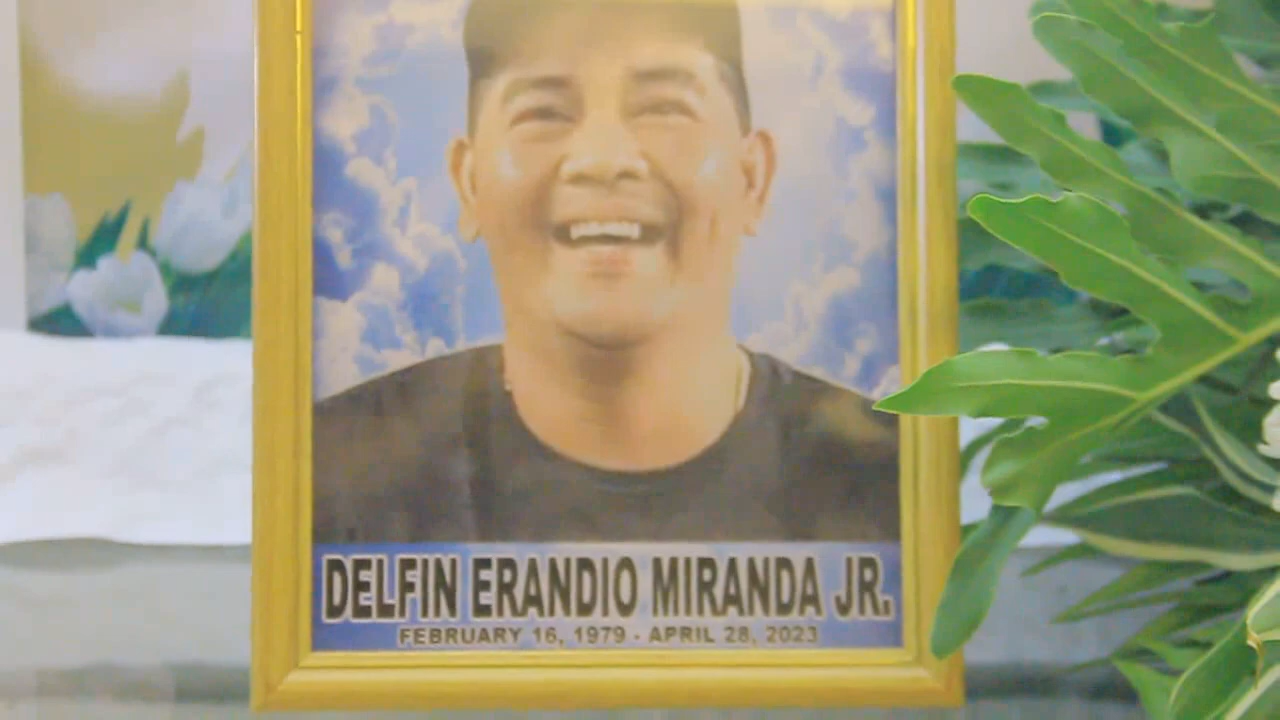 DELFIN ERANDIO MIRANDA JR.
FEBRUARY 16, 1979 - APRIL 28, 2023